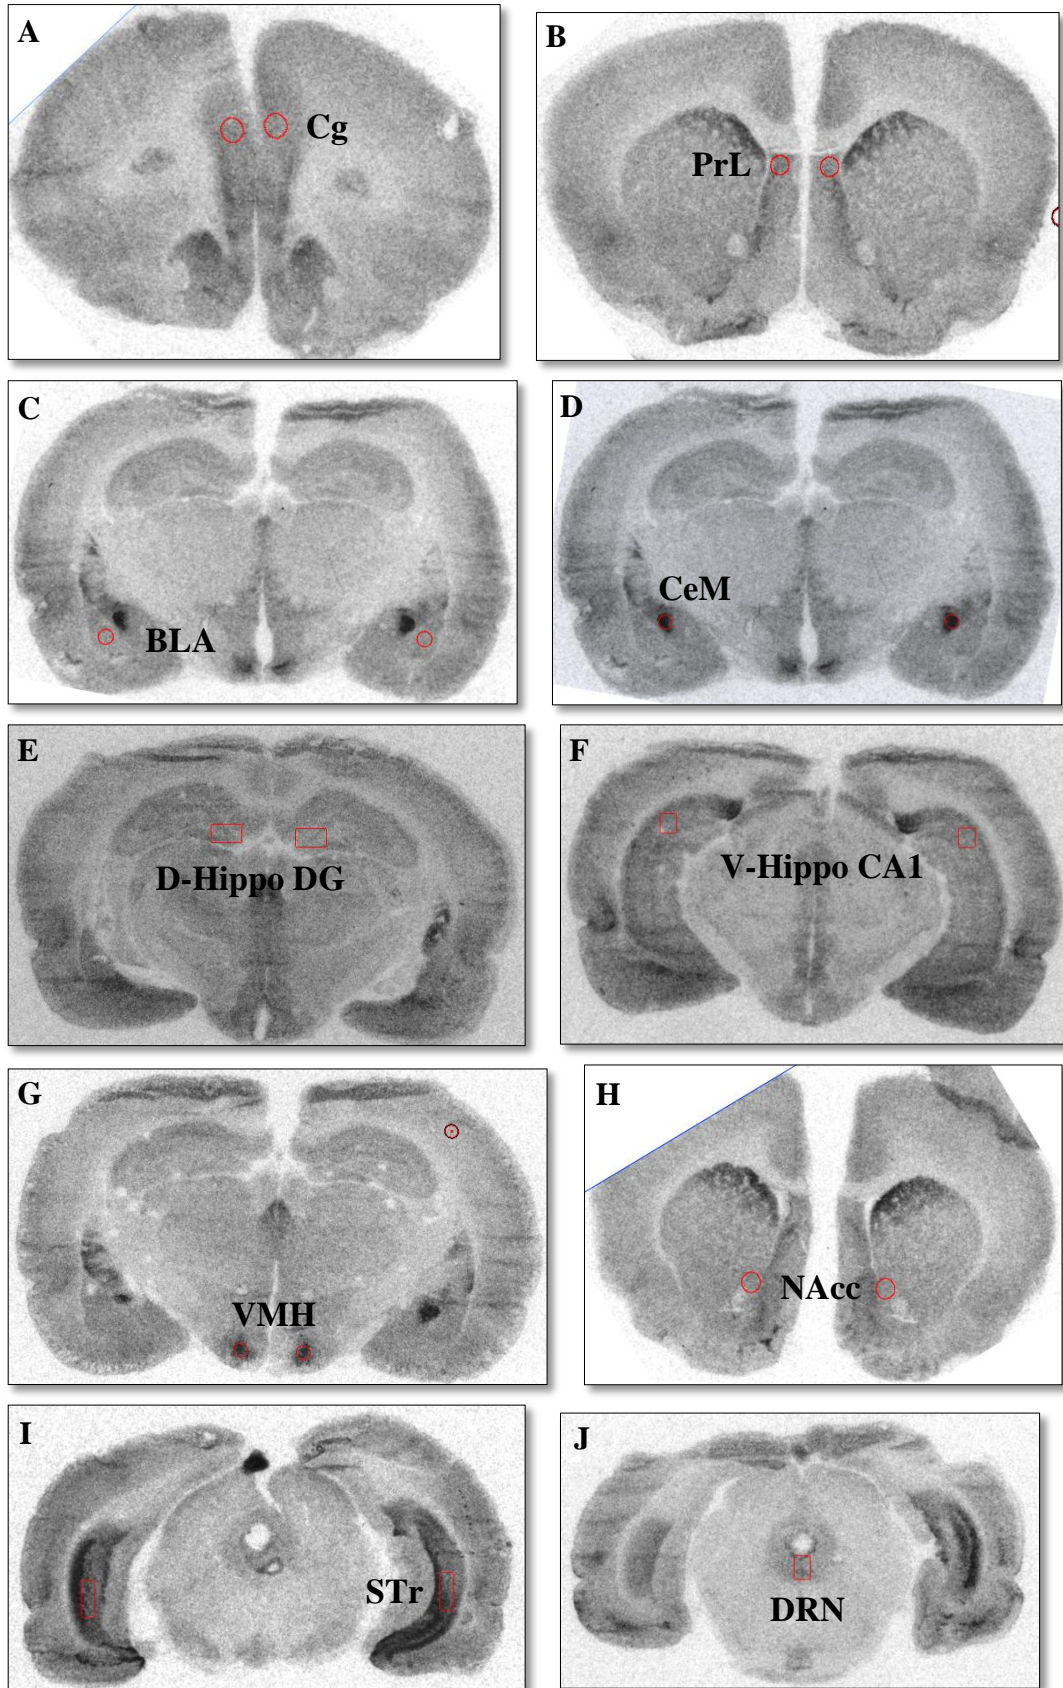 A
Cg
B
PrL
C
BLA
D
CeM
E
D-Hippo DG
F
V-Hippo CA1
G
VMH
H
NAcc
I
STr
J
DRN